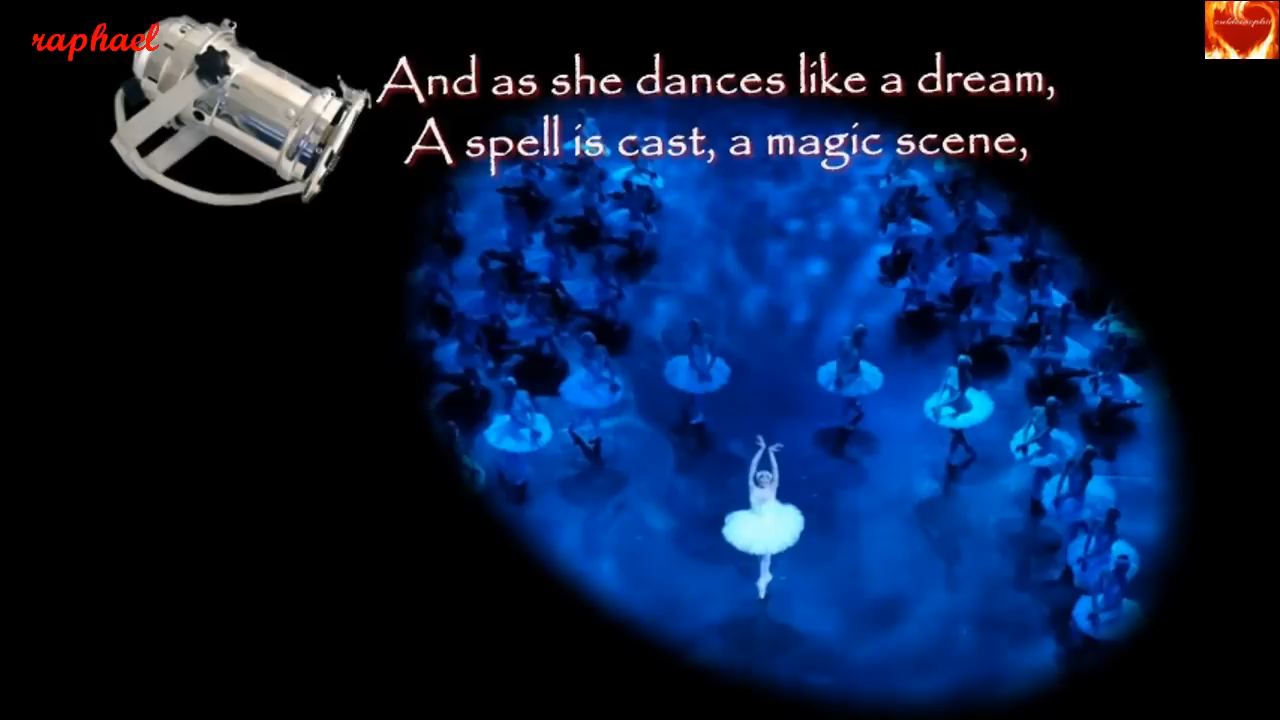 raphael
And as she dances like a dream,
A spell is cast, a magic scene,